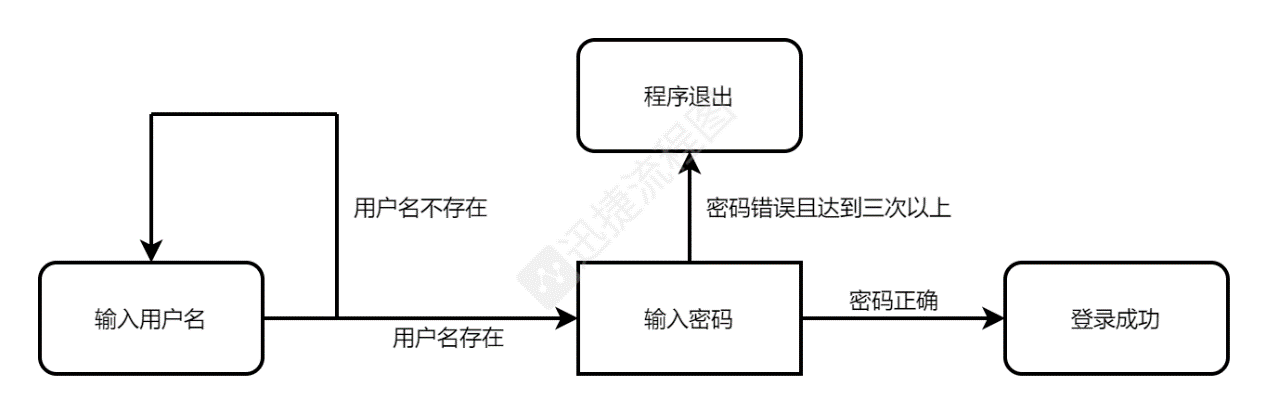 程序退出
用户名不存在
密码错误且达到三次以上
输入用户名
用户名存在
输入密码
密码正确
登录成功
迅捷流程图